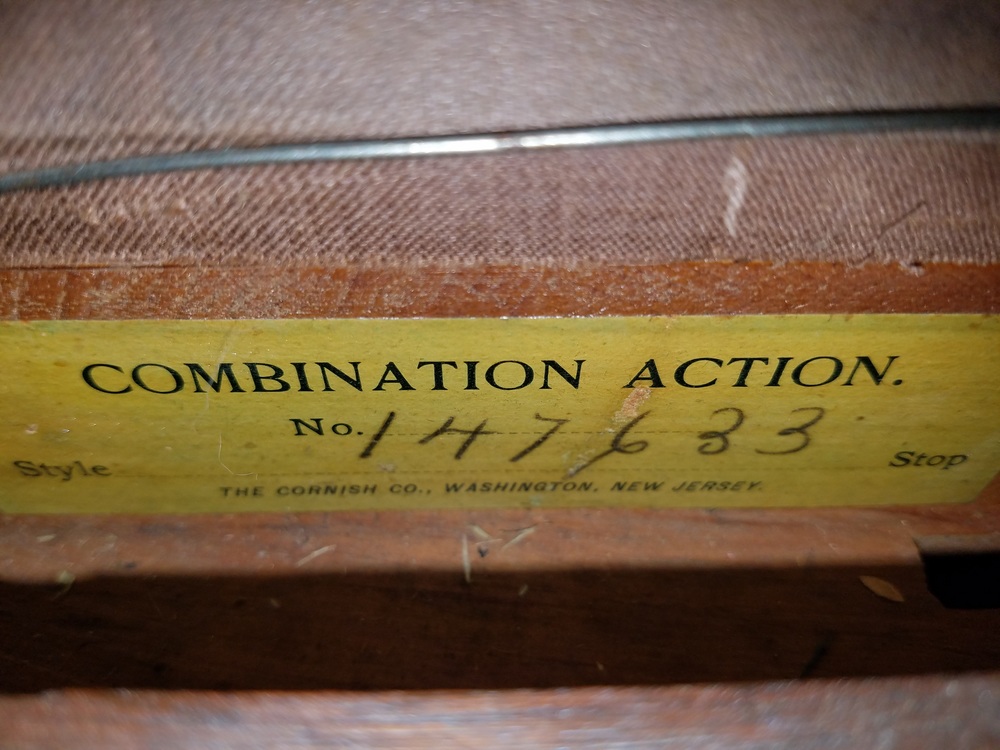 COMBINATION ACTION.
No. 147633
Style Stop
THE CORNISH CO., WASHINGTON, NEW JERSEY.